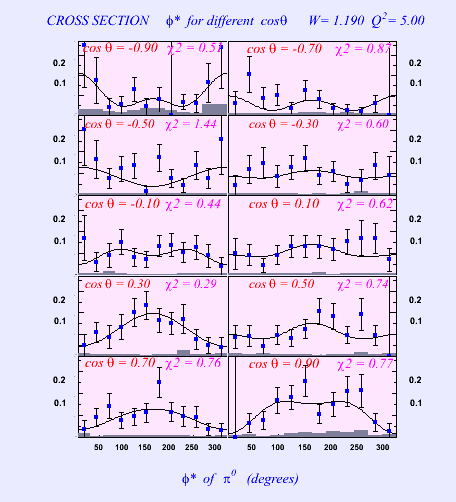 CROSS SECTION ϕ* for different cosθ W= 1.190 Q²= 5.00
cos θ = -0.90 χ2= 0.51 cos θ = -0.70 χ2= 0.87
0.2 0.2
0.1 0.1
cos θ = -0.50 χ2= 1.44 cos θ = -0.30 χ2= 0.60
0.2 0.2
0.1 0.1
cos θ = -0.10 χ2= 0.44 cos θ = 0.10 χ2= 0.62
0.2 0.2
0.1 0.1
cos θ = 0.30 χ2= 0.29 cos θ = 0.50 χ2= 0.74
0.2 0.2
0.1 0.1
cos θ = 0.70 χ2= 0.76 cos θ = 0.90 χ2= 0.77
0.2 0.2
0.1 0.1
50 100 150 200 250 300 50 100 150 200 250 300
ϕ* of π⁰ (degrees)